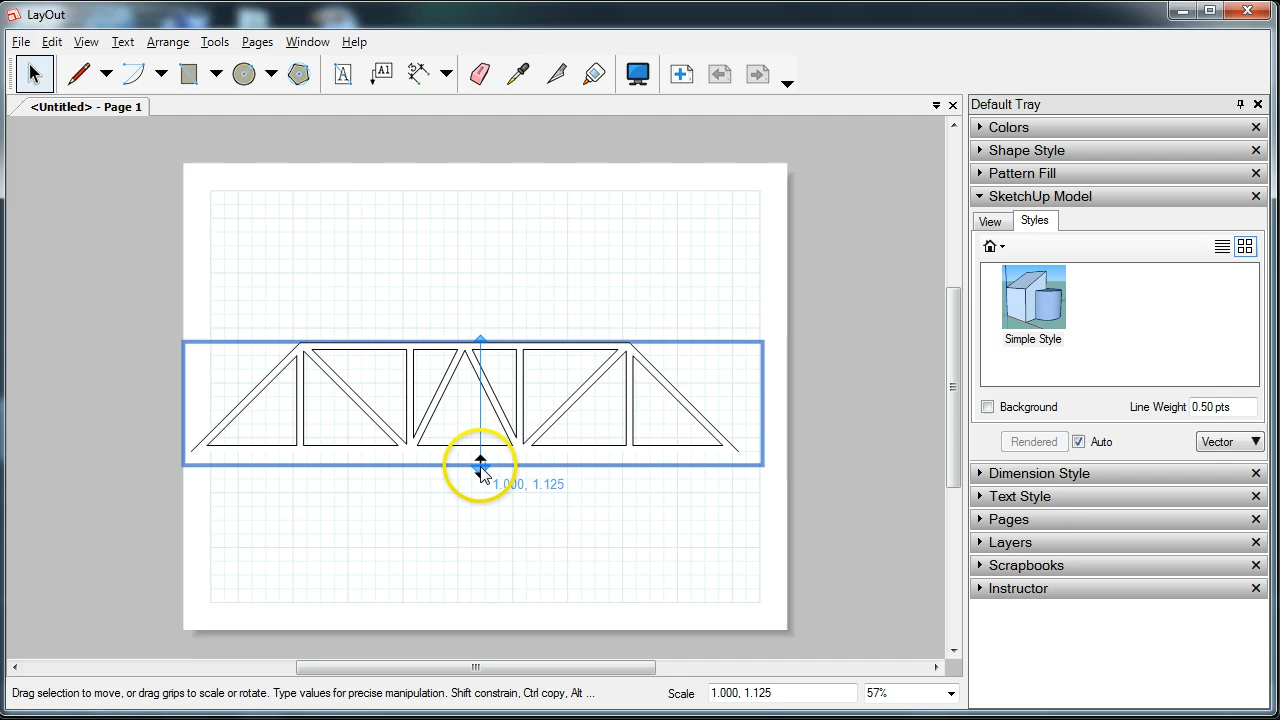 LayOut
File Edit View Text Arrange Tools Pages Window Help
A A1
<Untitled> - Page 1
Default Tray
Colors
Shape Style
Pattern Fill
SketchUp Model
View Styles
Simple Style
Background Line Weight 0.50 pts
Rendered Auto Vector
Dimension Style
Text Style
Pages
Layers
Scrapbooks
Instructor
1.000, 1.125
Drag selection to move, or drag grips to scale or rotate. Type values for precise manipulation. Shift constrain, Ctrl copy, Alt ... Scale 1.000, 1.125 57%